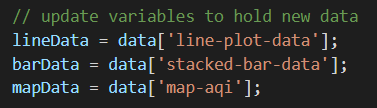 // update variables to hold new data
lineData = data['line-plot-data'];
barData = data['stacked-bar-data'];
mapData = data['map-aqi'];